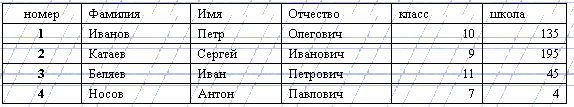 номер Фамилия Имя Отчество класс школа
1 Иванов Петр Олегович 10 135
2 Катаев Сергей Иванович 9 195
3 Беляев Иван Петрович 11 45
4 Носов Антон Павлович 7 4